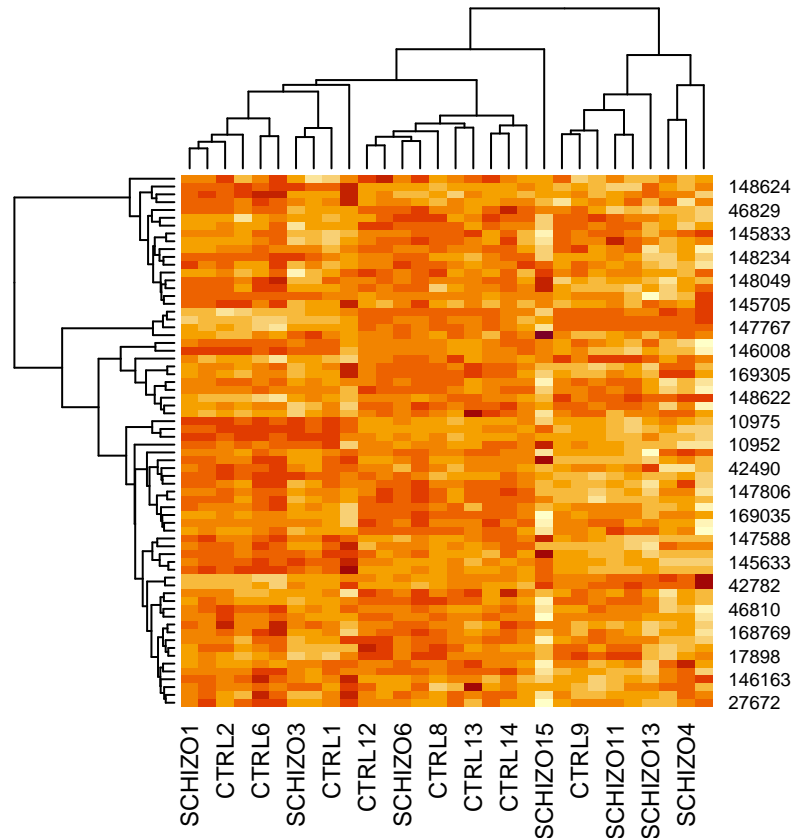 148624
46829
145833
148234
148049
145705
147767
146008
169305
148622
10975
10952
42490
147806
169035
147588
145633
42782
46810
168769
17898
146163
27672
SCHIZO1
CTRL2
CTRL6
SCHIZO3
CTRL1
CTRL12
SCHIZO6
CTRL8
CTRL13
CTRL14
SCHIZO15
CTRL9
SCHIZO11
SCHIZO13
SCHIZO4